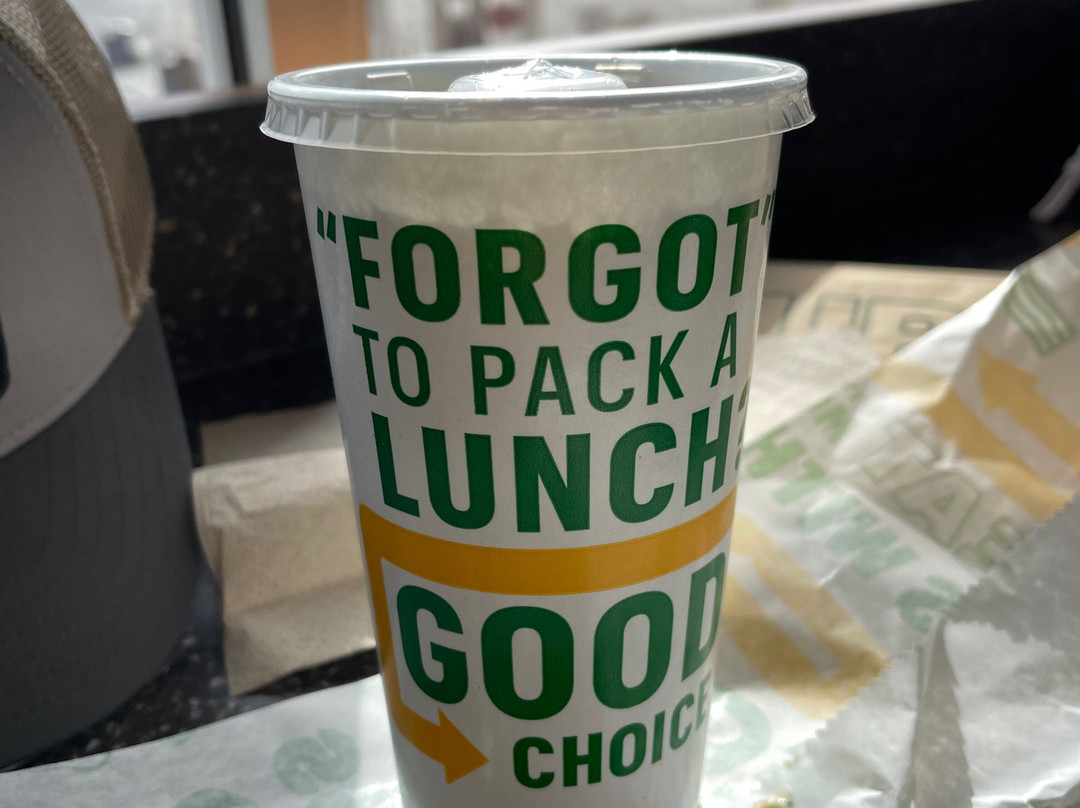 "FORGOT"
TO PACK A
LUNCH?
GOOD
CHOICE